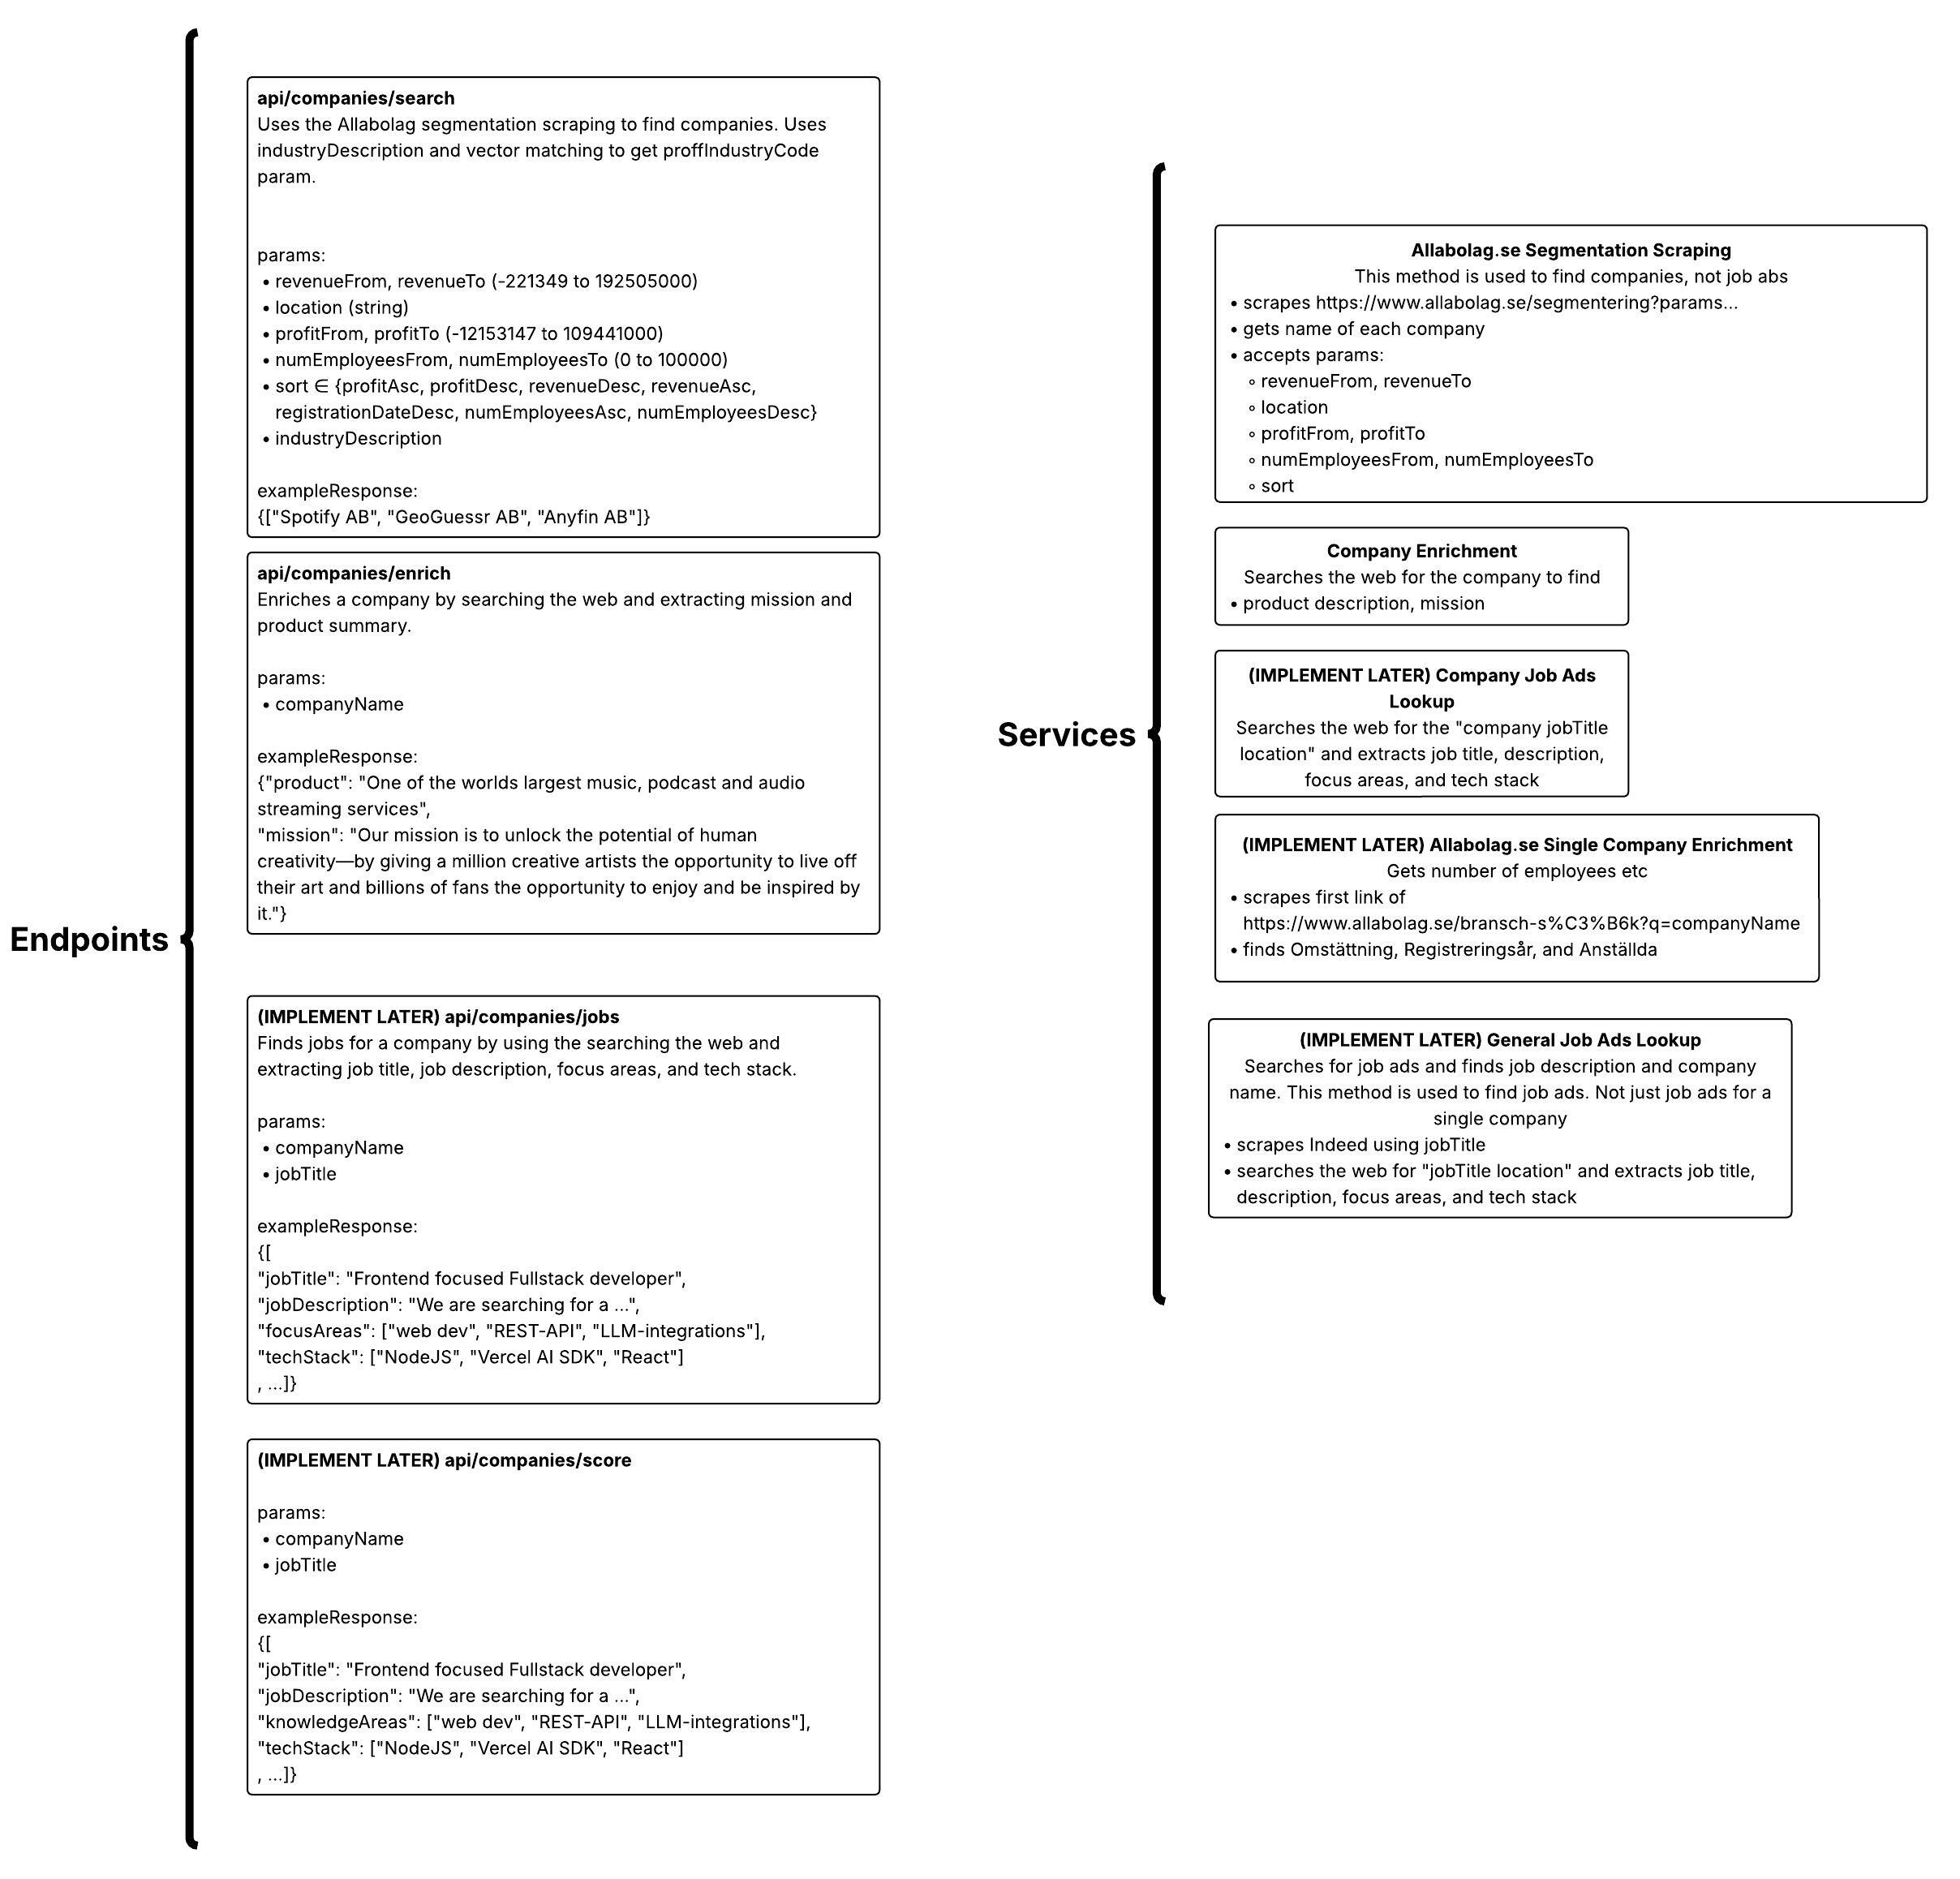 Endpoints
api/companies/search
Uses the Allabolag segmentation scraping to find companies. Uses
industryDescription and vector matching to get proffIndustryCode
param.
params:
• revenueFrom, revenueTo (-221349 to 192505000)
• location (string)
• profitFrom, profitTo (-12153147 to 109441000)
• numEmployeesFrom, numEmployeesTo (0 to 100000)
• sort ∈ {profitAsc, profitDesc, revenueDesc, revenueAsc,
registrationDateDesc, numEmployeesAsc, numEmployeesDesc}
• industryDescription
exampleResponse:
{["Spotify AB", "GeoGuessr AB", "Anyfin AB"]}
api/companies/enrich
Enriches a company by searching the web and extracting mission and
product summary.
params:
• companyName
exampleResponse:
{"product": "One of the worlds largest music, podcast and audio
streaming services",
"mission": "Our mission is to unlock the potential of human
creativity—by giving a million creative artists the opportunity to live off
their art and billions of fans the opportunity to enjoy and be inspired by
it."}
(IMPLEMENT LATER) api/companies/jobs
Finds jobs for a company by using the searching the web and
extracting job title, job description, focus areas, and tech stack.
params:
• companyName
• jobTitle
exampleResponse:
{[
"jobTitle": "Frontend focused Fullstack developer",
"jobDescription": "We are searching for a ...",
"focusAreas": ["web dev", "REST-API", "LLM-integrations"],
"techStack": ["NodeJS", "Vercel AI SDK", "React"]
, ...]}
(IMPLEMENT LATER) api/companies/score
params:
• companyName
• jobTitle
exampleResponse:
{[
"jobTitle": "Frontend focused Fullstack developer",
"jobDescription": "We are searching for a ...",
"knowledgeAreas": ["web dev", "REST-API", "LLM-integrations"],
"techStack": ["NodeJS", "Vercel AI SDK", "React"]
, ...]}
Services
Allabolag.se Segmentation Scraping
This method is used to find companies, not job abs
• scrapes https://www.allabolag.se/segmentering?params...
• gets name of each company
• accepts params:
◦ revenueFrom, revenueTo
◦ location
◦ profitFrom, profitTo
◦ numEmployeesFrom, numEmployeesTo
◦ sort
Company Enrichment
Searches the web for the company to find
• product description, mission
(IMPLEMENT LATER) Company Job Ads
Lookup
Searches the web for the "company jobTitle
location" and extracts job title, description,
focus areas, and tech stack
(IMPLEMENT LATER) Allabolag.se Single Company Enrichment
Gets number of employees etc
• scrapes first link of
https://www.allabolag.se/bransch-s%C3%B6k?q=companyName
• finds Omstättning, Registreringsår, and Anställda
(IMPLEMENT LATER) General Job Ads Lookup
Searches for job ads and finds job description and company
name. This method is used to find job ads. Not just job ads for a
single company
• scrapes Indeed using jobTitle
• searches the web for "jobTitle location" and extracts job title,
description, focus areas, and tech stack